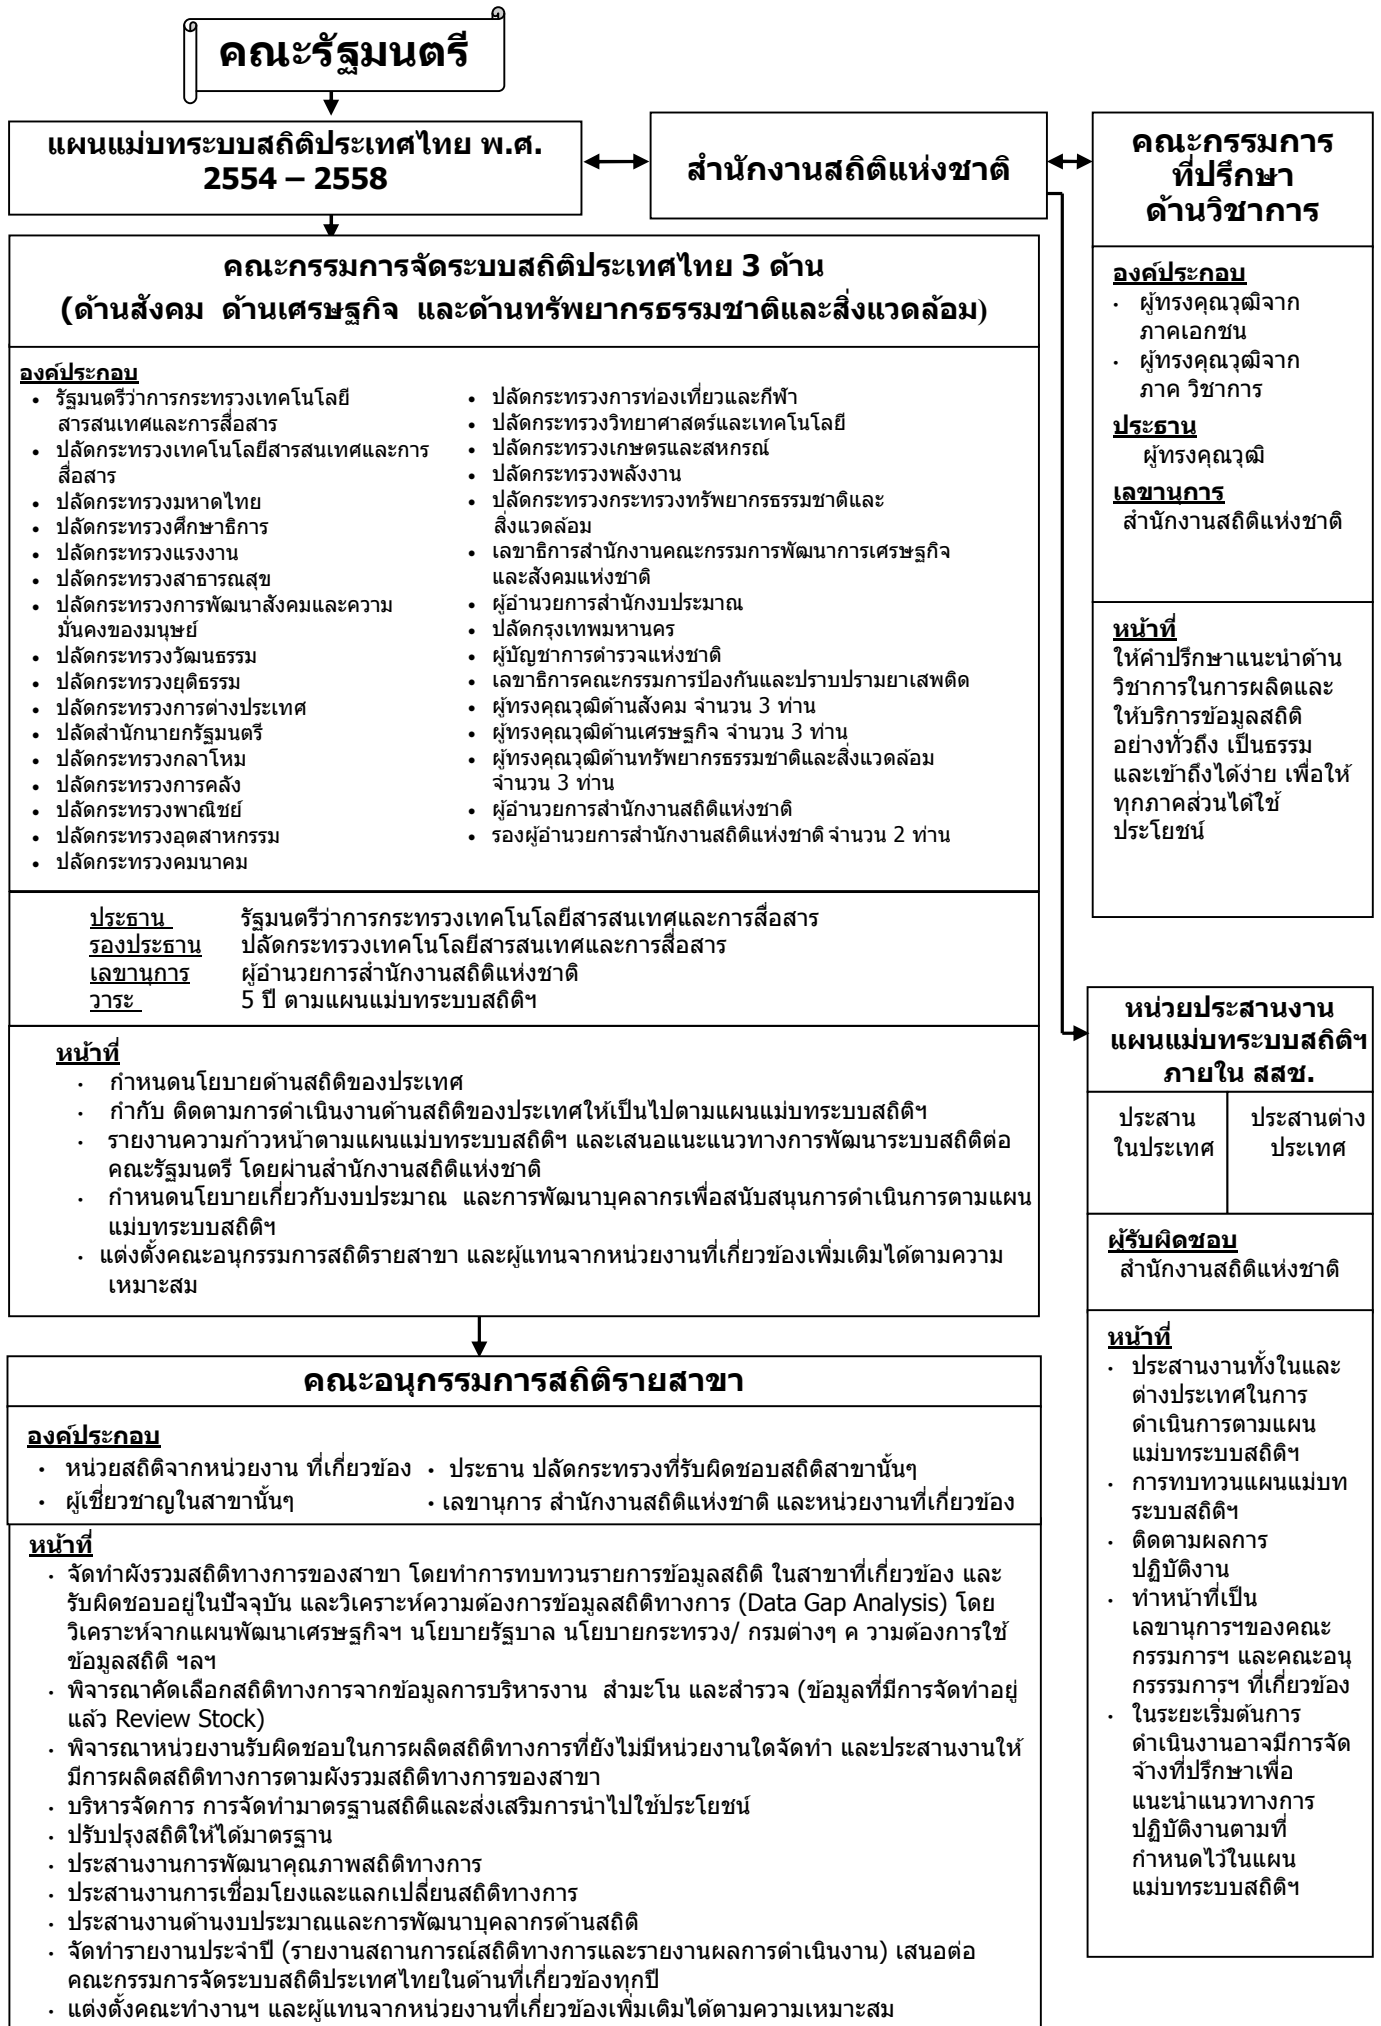 คณะรัฐมนตรี
แผนแม่บทระบบสถิติประเทศไทย พ.ศ.
2554 – 2558
สำนักงานสถิติแห่งชาติ
คณะกรรมการ
ที่ปรึกษา
ด้านวิชาการ
องค์ประกอบ
• ผู้ทรงคุณวุฒิจาก
ภาคเอกชน
• ผู้ทรงคุณวุฒิจาก
ภาค วิชาการ
ประธาน
ผู้ทรงคุณวุฒิ
เลขานุการ
สำนักงานสถิติแห่งชาติ
หน้าที่
ให้คำปรึกษาแนะนำด้าน
วิชาการในการผลิตและ
ให้บริการข้อมูลสถิติ
อย่างทั่วถึง เป็นธรรม
และเข้าถึงได้ง่าย เพื่อให้
ทุกภาคส่วนได้ใช้
ประโยชน์
คณะกรรมการจัดระบบสถิติประเทศไทย 3 ด้าน
(ด้านสังคม ด้านเศรษฐกิจ และด้านทรัพยากรธรรมชาติและสิ่งแวดล้อม)
องค์ประกอบ
• รัฐมนตรีว่าการกระทรวงเทคโนโลยี
สารสนเทศและการสื่อสาร
• ปลัดกระทรวงเทคโนโลยีสารสนเทศและการ
สื่อสาร
• ปลัดกระทรวงมหาดไทย
• ปลัดกระทรวงศึกษาธิการ
• ปลัดกระทรวงแรงงาน
• ปลัดกระทรวงสาธารณสุข
• ปลัดกระทรวงการพัฒนาสังคมและความ
มั่นคงของมนุษย์
• ปลัดกระทรวงวัฒนธรรม
• ปลัดกระทรวงยุติธรรม
• ปลัดกระทรวงการต่างประเทศ
• ปลัดสำนักนายกรัฐมนตรี
• ปลัดกระทรวงกลาโหม
• ปลัดกระทรวงการคลัง
• ปลัดกระทรวงพาณิชย์
• ปลัดกระทรวงอุตสาหกรรม
• ปลัดกระทรวงคมนาคม
• ปลัดกระทรวงการท่องเที่ยวและกีฬา
• ปลัดกระทรวงวิทยาศาสตร์และเทคโนโลยี
• ปลัดกระทรวงเกษตรและสหกรณ์
• ปลัดกระทรวงพลังงาน
• ปลัดกระทรวงกระทรวงทรัพยากรธรรมชาติและ
สิ่งแวดล้อม
• เลขาธิการสำนักงานคณะกรรมการพัฒนาการเศรษฐกิจ
และสังคมแห่งชาติ
• ผู้อำนวยการสำนักงบประมาณ
• ปลัดกรุงเทพมหานคร
• ผู้บัญชาการตำรวจแห่งชาติ
• เลขาธิการคณะกรรมการป้องกันและปราบปรามยาเสพติด
• ผู้ทรงคุณวุฒิด้านสังคม จำนวน 3 ท่าน
• ผู้ทรงคุณวุฒิด้านเศรษฐกิจ จำนวน 3 ท่าน
• ผู้ทรงคุณวุฒิด้านทรัพยากรธรรมชาติและสิ่งแวดล้อม
จำนวน 3 ท่าน
• ผู้อำนวยการสำนักงานสถิติแห่งชาติ
• รองผู้อำนวยการสำนักงานสถิติแห่งชาติ จำนวน 2 ท่าน
ประธาน รัฐมนตรีว่าการกระทรวงเทคโนโลยีสารสนเทศและการสื่อสาร
รองประธาน ปลัดกระทรวงเทคโนโลยีสารสนเทศและการสื่อสาร
เลขานุการ ผู้อำนวยการสำนักงานสถิติแห่งชาติ
วาระ 5 ปี ตามแผนแม่บทระบบสถิติฯ
หน้าที่
• กำหนดนโยบายด้านสถิติของประเทศ
• กำกับ ติดตามการดำเนินงานด้านสถิติของประเทศให้เป็นไปตามแผนแม่บทระบบสถิติฯ
• รายงานความก้าวหน้าตามแผนแม่บทระบบสถิติฯ และเสนอแนะแนวทางการพัฒนาระบบสถิติต่อ
คณะรัฐมนตรี โดยผ่านสำนักงานสถิติแห่งชาติ
• กำหนดนโยบายเกี่ยวกับงบประมาณ และการพัฒนาบุคลากรเพื่อสนับสนุนการดำเนินการตามแผน
แม่บทระบบสถิติฯ
• แต่งตั้งคณะอนุกรรมการสถิติรายสาขา และผู้แทนจากหน่วยงานที่เกี่ยวข้องเพิ่มเติมได้ตามความ
เหมาะสม
หน่วยประสานงาน
แผนแม่บทระบบสถิติฯ
ภายใน สสช.
ประสาน
ในประเทศ
ประสานต่าง
ประเทศ
ผู้รับผิดชอบ
สำนักงานสถิติแห่งชาติ
หน้าที่
• ประสานงานทั้งในและ
ต่างประเทศในการ
ดำเนินการตามแผน
แม่บทระบบสถิติฯ
• การทบทวนแผนแม่บท
ระบบสถิติฯ
• ติดตามผลการ
ปฏิบัติงาน
• ทำหน้าที่เป็น
เลขานุการฯของคณะ
กรรมการฯ และคณะอนุ
กรรรมการฯ ที่เกี่ยวข้อง
• ในระยะเริ่มต้นการ
ดำเนินงานอาจมีการจัด
จ้างที่ปรึกษาเพื่อ
แนะนำแนวทางการ
ปฏิบัติงานตามที่
กำหนดไว้ในแผน
แม่บทระบบสถิติฯ
คณะอนุกรรมการสถิติรายสาขา
องค์ประกอบ
• หน่วยสถิติจากหน่วยงาน ที่เกี่ยวข้อง • ประธาน ปลัดกระทรวงที่รับผิดชอบสถิติสาขานั้นๆ
• ผู้เชี่ยวชาญในสาขานั้นๆ • เลขานุการ สำนักงานสถิติแห่งชาติ และหน่วยงานที่เกี่ยวข้อง
หน้าที่
• จัดทำผังรวมสถิติทางการของสาขา โดยทำการทบทวนรายการข้อมูลสถิติ ในสาขาที่เกี่ยวข้อง และ
รับผิดชอบอยู่ในปัจจุบัน และวิเคราะห์ความต้องการข้อมูลสถิติทางการ (Data Gap Analysis) โดย
วิเคราะห์จากแผนพัฒนาเศรษฐกิจฯ นโยบายรัฐบาล นโยบายกระทรวง/ กรมต่างๆ ค วามต้องการใช้
ข้อมูลสถิติ ฯลฯ
• พิจารณาคัดเลือกสถิติทางการจากข้อมูลการบริหารงาน สำมะโน และสำรวจ (ข้อมูลที่มีการจัดทำอยู่
แล้ว Review Stock)
• พิจารณาหน่วยงานรับผิดชอบในการผลิตสถิติทางการที่ยังไม่มีหน่วยงานใดจัดทำ และประสานงานให้
มีการผลิตสถิติทางการตามผังรวมสถิติทางการของสาขา
• บริหารจัดการ การจัดทำมาตรฐานสถิติและส่งเสริมการนำไปใช้ประโยชน์
• ปรับปรุงสถิติให้ได้มาตรฐาน
• ประสานงานการพัฒนาคุณภาพสถิติทางการ
• ประสานงานการเชื่อมโยงและแลกเปลี่ยนสถิติทางการ
• ประสานงานด้านงบประมาณและการพัฒนาบุคลากรด้านสถิติ
• จัดทำรายงานประจำปี (รายงานสถานการณ์สถิติทางการและรายงานผลการดำเนินงาน) เสนอต่อ
คณะกรรมการจัดระบบสถิติประเทศไทยในด้านที่เกี่ยวข้องทุกปี
• แต่งตั้งคณะทำงานฯ และผู้แทนจากหน่วยงานที่เกี่ยวข้องเพิ่มเติมได้ตามความเหมาะสม